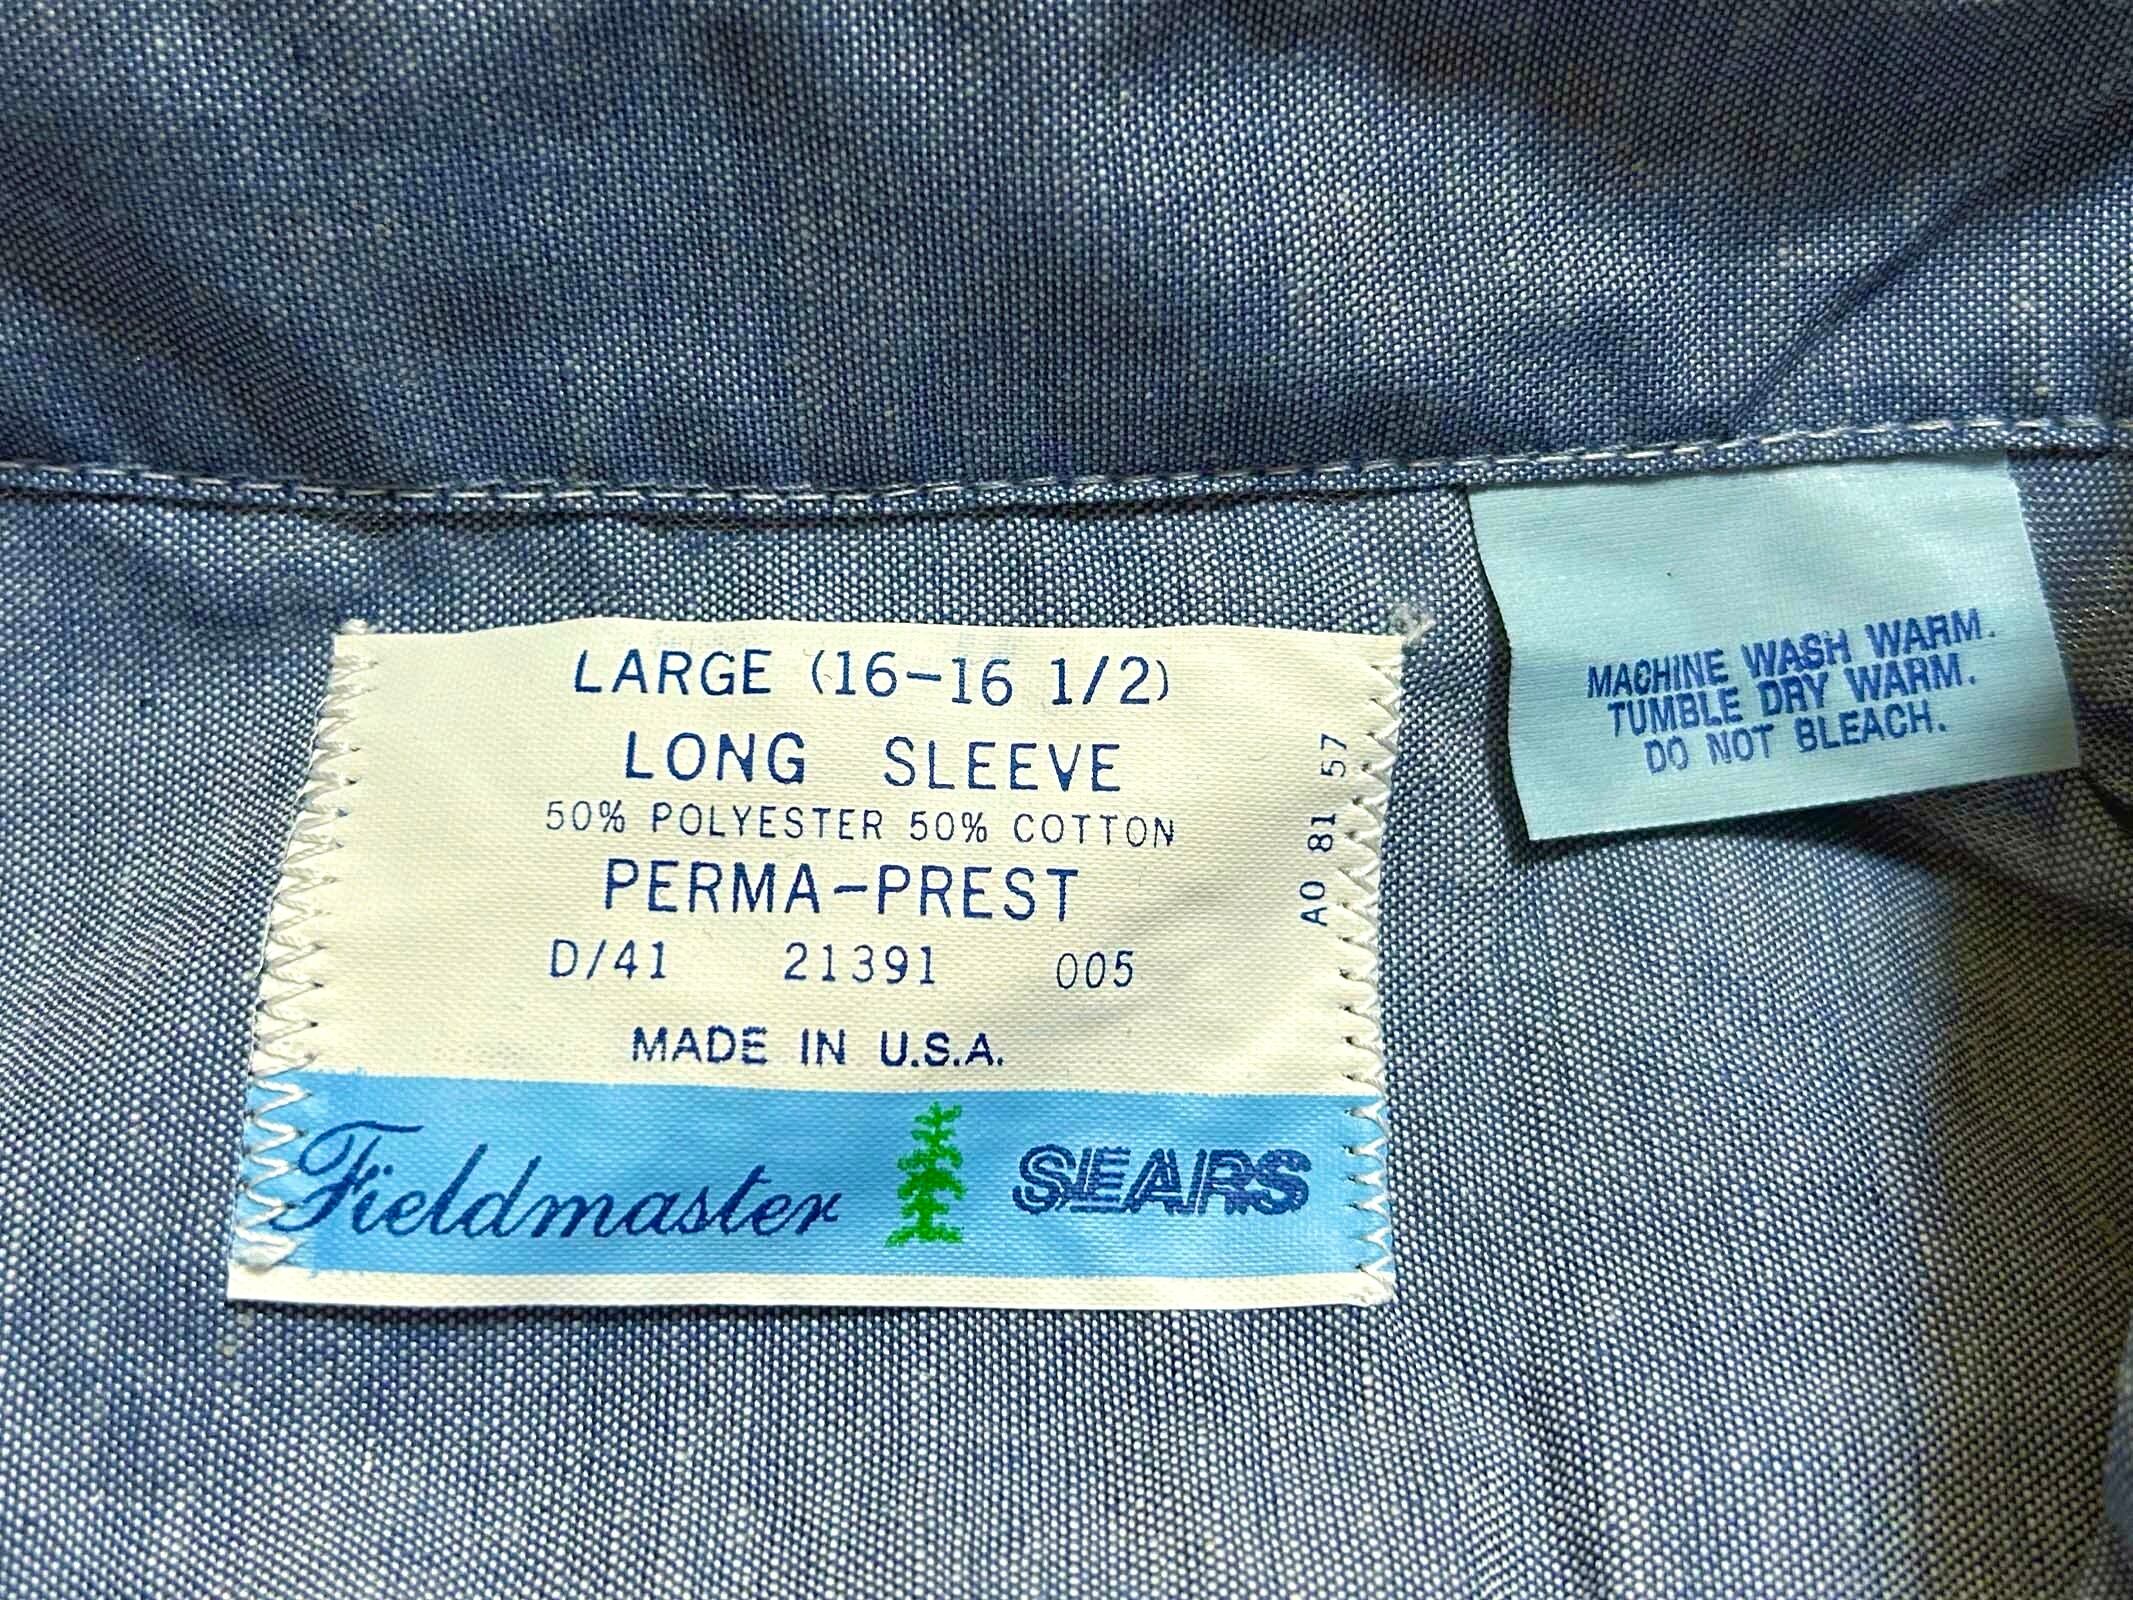 LARGE (16-16 1/2)
LONG SLEEVE
50% POLYESTER 50% COTTON
PERMA-PREST
D/41 21391 005
MADE IN U.S.A.
AO 81 57
Fieldmaster SEARS
MACHINE WASH WARM.
TUMBLE DRY WARM.
DO NOT BLEACH.